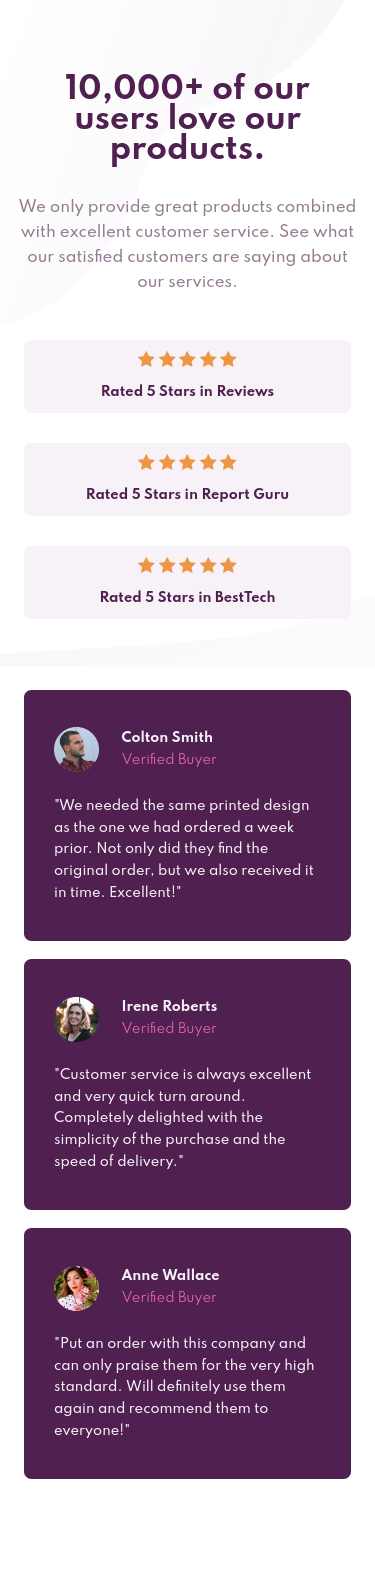 10,000+ of our
users love our
products.
We only provide great products combined
with excellent customer service. See what
our satisfied customers are saying about
our services.
Rated 5 Stars in Reviews
Rated 5 Stars in Report Guru
Rated 5 Stars in BestTech
Colton Smith
Verified Buyer
"We needed the same printed design
as the one we had ordered a week
prior. Not only did they find the
original order, but we also received it
in time. Excellent!"
Irene Roberts
Verified Buyer
"Customer service is always excellent
and very quick turn around.
Completely delighted with the
simplicity of the purchase and the
speed of delivery."
Anne Wallace
Verified Buyer
"Put an order with this company and
can only praise them for the very high
standard. Will definitely use them
again and recommend them to
everyone!"